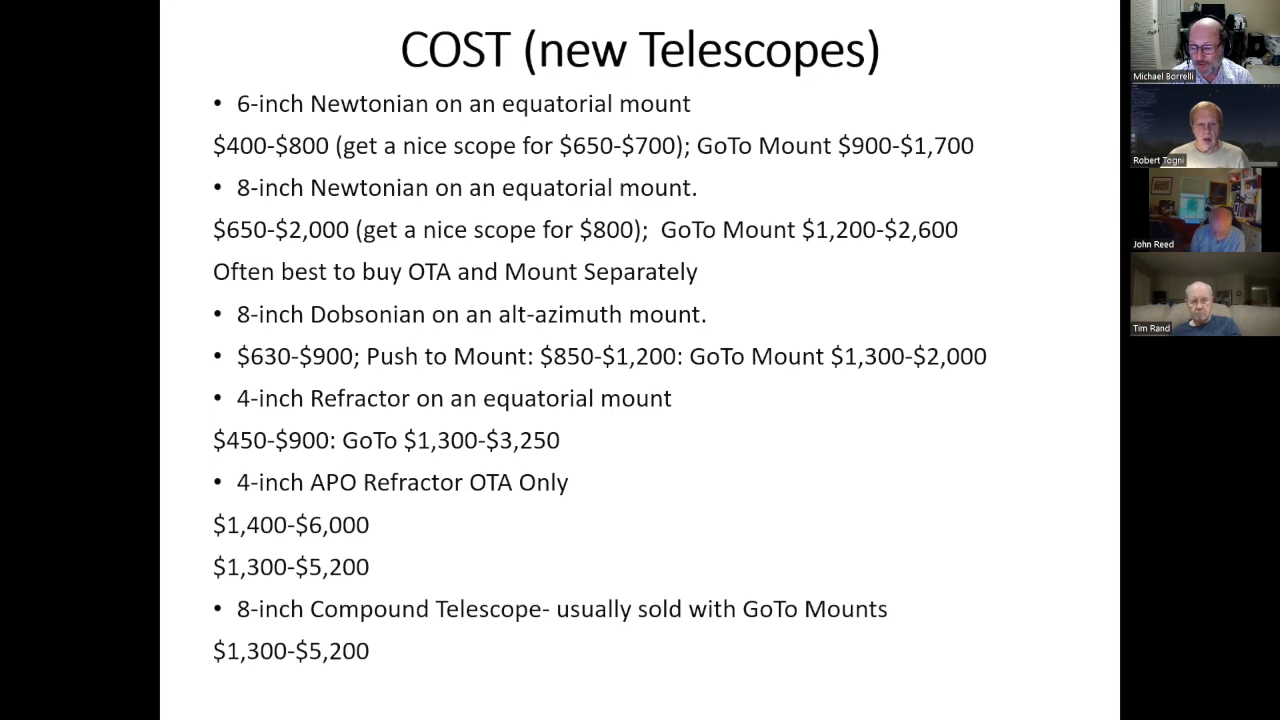 COST (new Telescopes)
• 6-inch Newtonian on an equatorial mount
$400-$800 (get a nice scope for $650-$700); GoTo Mount $900-$1,700
• 8-inch Newtonian on an equatorial mount.
$650-$2,000 (get a nice scope for $800);  GoTo Mount $1,200-$2,600
Often best to buy OTA and Mount Separately
• 8-inch Dobsonian on an alt-azimuth mount.
• $630-$900; Push to Mount: $850-$1,200: GoTo Mount $1,300-$2,000
• 4-inch Refractor on an equatorial mount
$450-$900: GoTo $1,300-$3,250
• 4-inch APO Refractor OTA Only
$1,400-$6,000
$1,300-$5,200
• 8-inch Compound Telescope- usually sold with GoTo Mounts
$1,300-$5,200
Michael Borrelli
Robert Togni
John Reed
Tim Rand